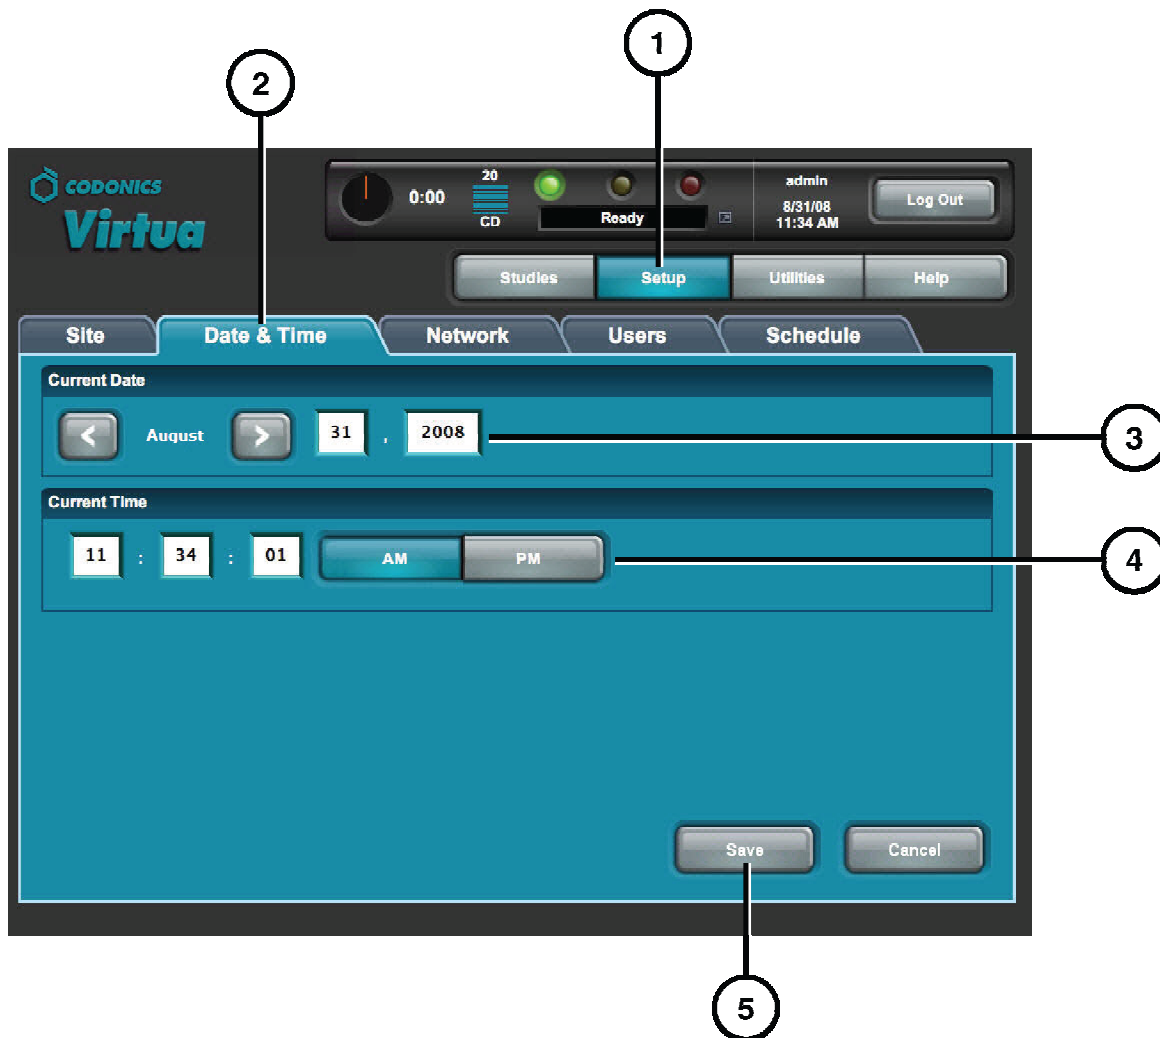 1
2
CODONICS
Virtua
0:00
20
CD
Ready
admin
8/31/08
11:34 AM
Log Out
Studies Setup Utilities Help
Site Date & Time Network Users Schedule
Current Date
< August > 31 , 2008
3
Current Time
11 : 34 : 01 AM PM
4
Save Cancel
5